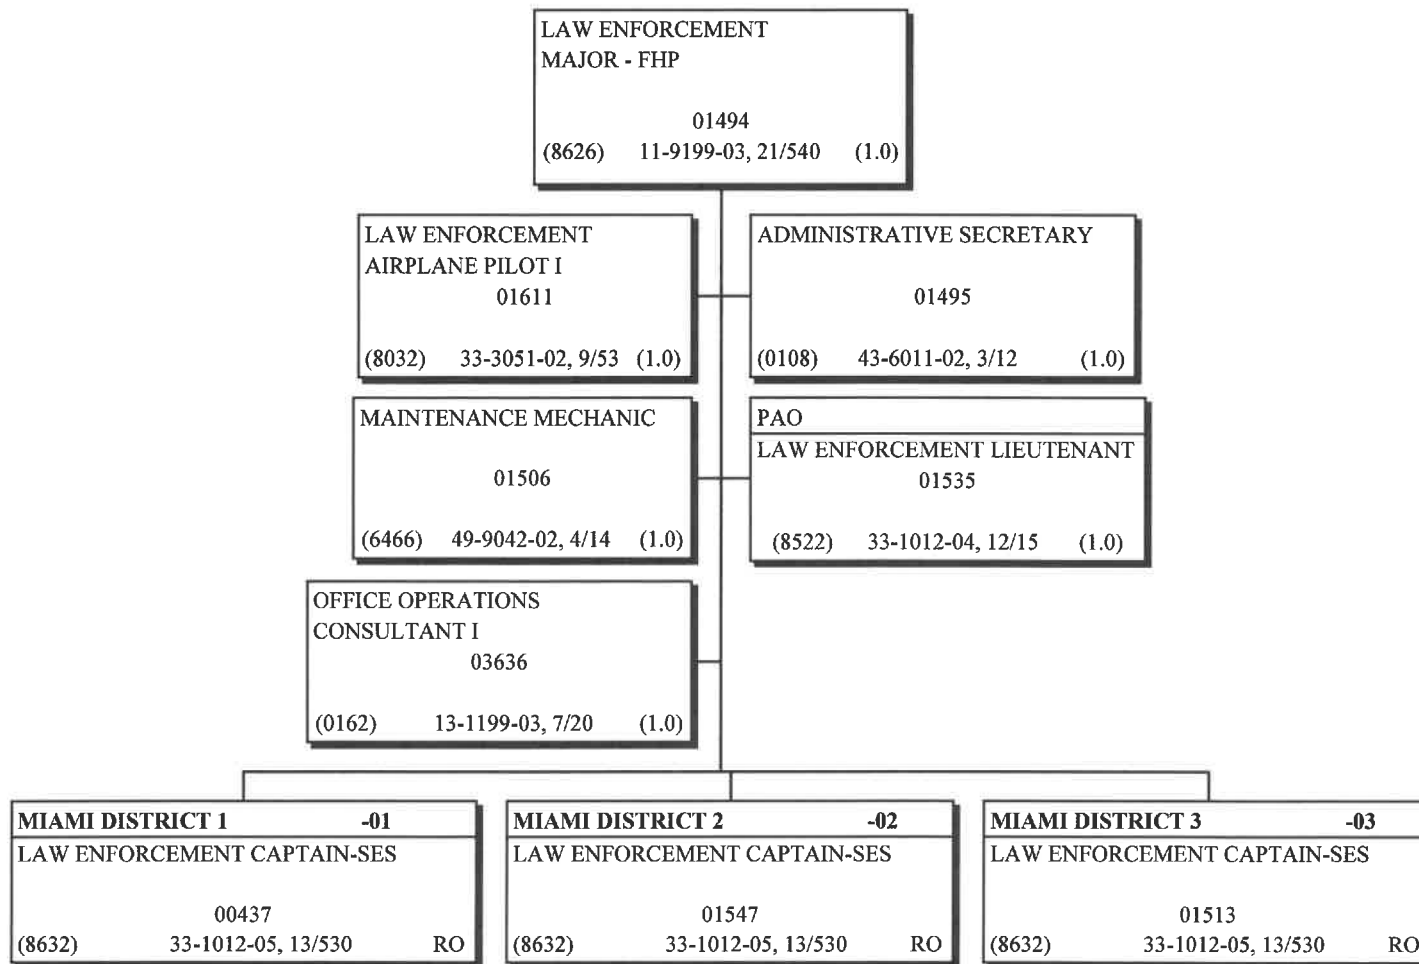 LAW ENFORCEMENT
MAJOR - FHP
01494
(8626) 11-9199-03, 21/540 (1.0)
LAW ENFORCEMENT
AIRPLANE PILOT I
01611
(8032) 33-3051-02, 9/53 (1.0)
ADMINISTRATIVE SECRETARY
01495
(0108) 43-6011-02, 3/12 (1.0)
MAINTENANCE MECHANIC
01506
(6466) 49-9042-02, 4/14 (1.0)
PAO
LAW ENFORCEMENT LIEUTENANT
01535
(8522) 33-1012-04, 12/15 (1.0)
OFFICE OPERATIONS
CONSULTANT I
03636
(0162) 13-1199-03, 7/20 (1.0)
MIAMI DISTRICT 1 -01
LAW ENFORCEMENT CAPTAIN-SES
00437
(8632) 33-1012-05, 13/530 RO
MIAMI DISTRICT 2 -02
LAW ENFORCEMENT CAPTAIN-SES
01547
(8632) 33-1012-05, 13/530 RO
MIAMI DISTRICT 3 -03
LAW ENFORCEMENT CAPTAIN-SES
01513
(8632) 33-1012-05, 13/530 RO